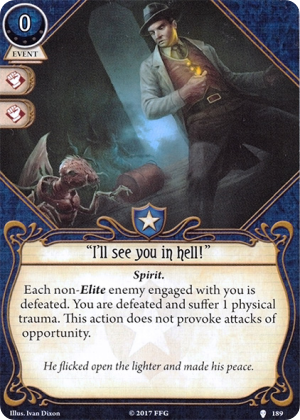 0
EVENT
"I'll see you in hell!"
Spirit.
Each non-Elite enemy engaged with you is
defeated. You are defeated and suffer 1 physical
trauma. This action does not provoke attacks of
opportunity.
He flicked open the lighter and made his peace.
Illus. Ivan Dixon
© 2017 FFG
189